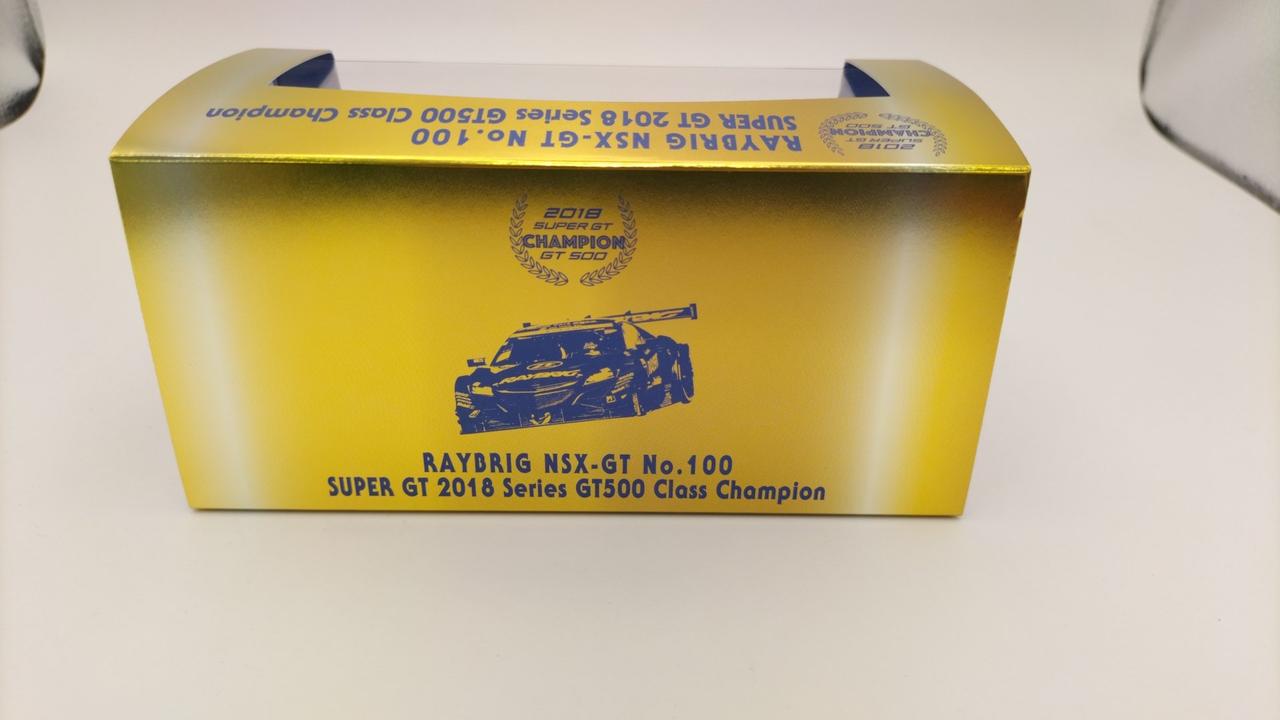 RAYBRIG NSX-GT No.100
SUPER GT 2018 Series GT500 Class Champion
2018
SUPER GT
CHAMPION
GT 500
2018
SUPER GT
CHAMPION
GT 500
RAYBRIG
RAYBRIG NSX-GT No.100
SUPER GT 2018 Series GT500 Class Champion